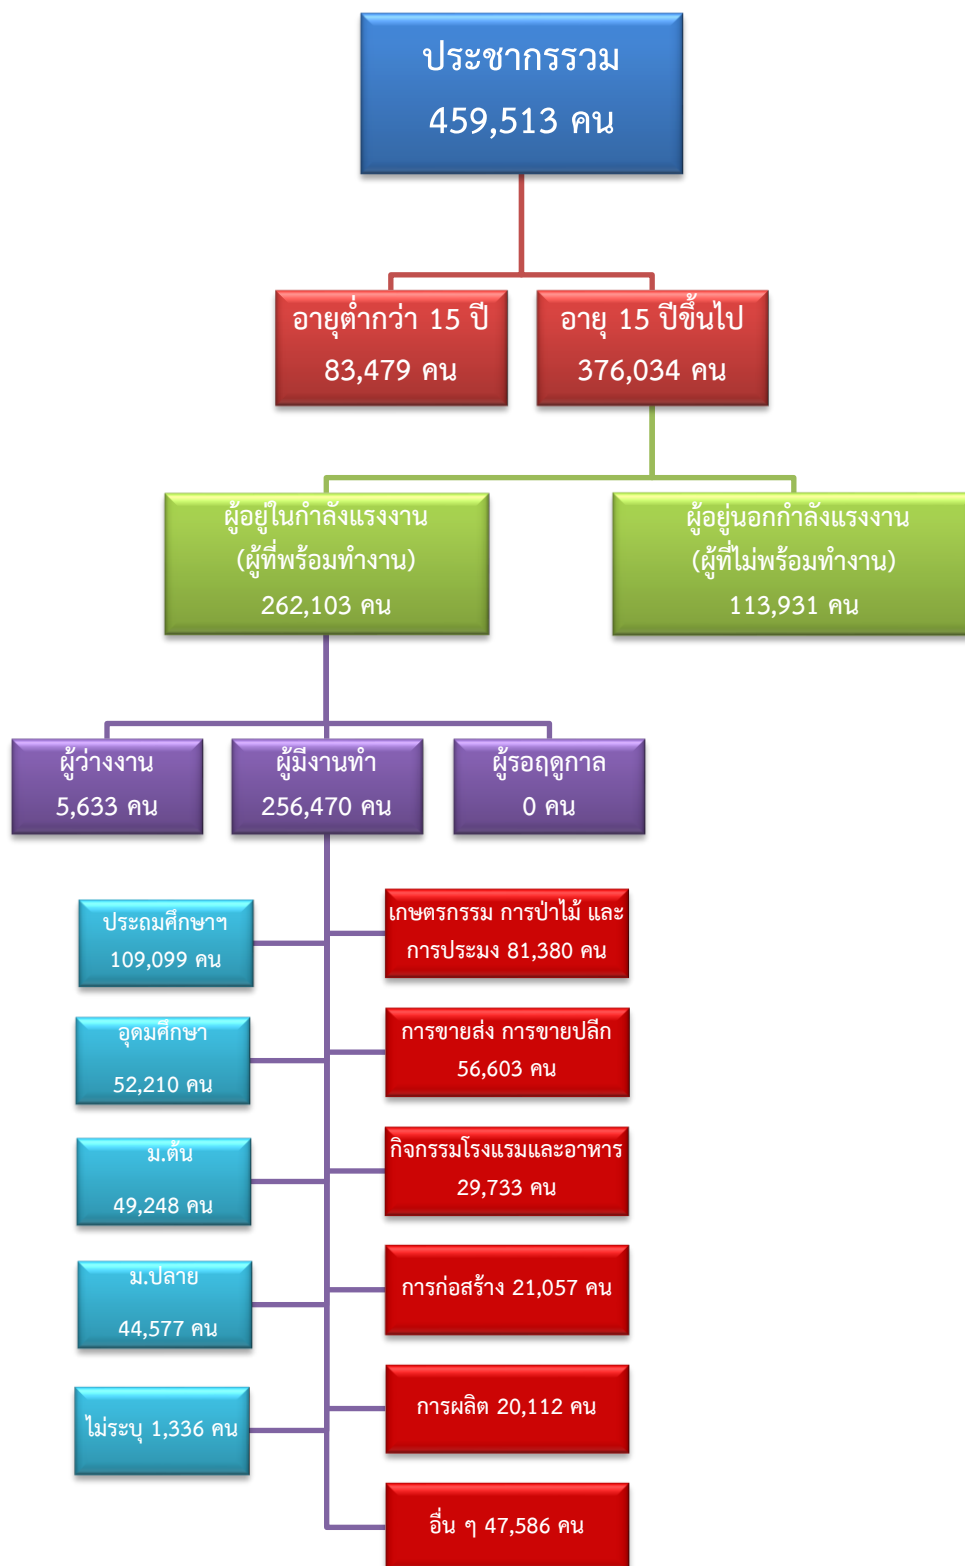 ประชากรรวม
459,513 คน
อายุต่ำกว่า 15 ปี
83,479 คน
อายุ 15 ปีขึ้นไป
376,034 คน
ผู้อยู่ในกำลังแรงงาน
(ผู้ที่พร้อมทำงาน)
262,103 คน
ผู้อยู่นอกกำลังแรงงาน
(ผู้ที่ไม่พร้อมทำงาน)
113,931 คน
ผู้ว่างงาน
5,633 คน
ผู้มีงานทำ
256,470 คน
ผู้รอฤดูกาล
0 คน
ประถมศึกษาฯ
109,099 คน
อุดมศึกษา
52,210 คน
ม.ต้น
49,248 คน
ม.ปลาย
44,577 คน
ไม่ระบุ 1,336 คน
เกษตรกรรม การป่าไม้ และ
การประมง 81,380 คน
การขายส่ง การขายปลีก
56,603 คน
กิจกรรมโรงแรมและอาหาร
29,733 คน
การก่อสร้าง 21,057 คน
การผลิต 20,112 คน
อื่น ๆ 47,586 คน